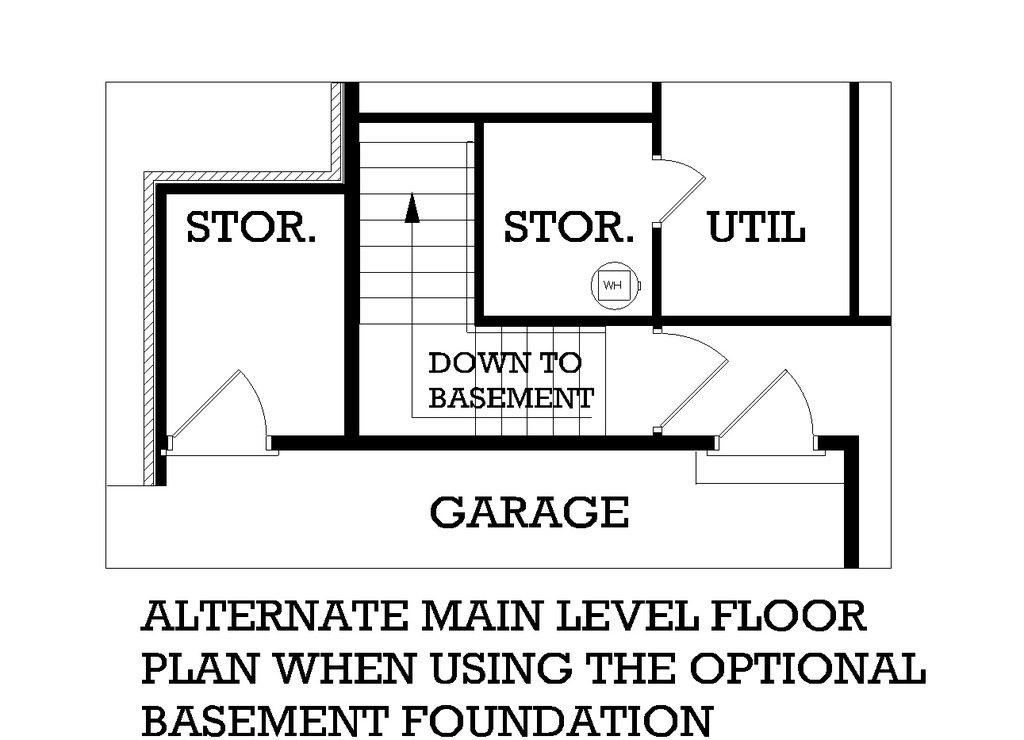 STOR.
STOR.
UTIL
WH
DOWN TO
BASEMENT
GARAGE
ALTERNATE MAIN LEVEL FLOOR
PLAN WHEN USING THE OPTIONAL
BASEMENT FOUNDATION